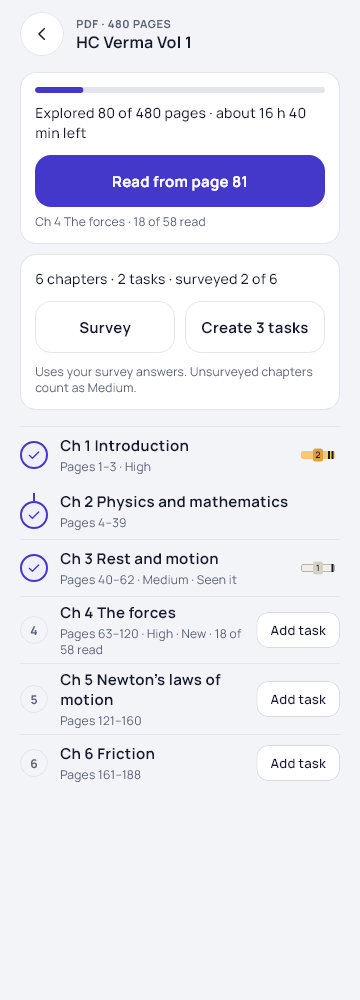 PDF · 480 PAGES
HC Verma Vol 1
Explored 80 of 480 pages · about 16 h 40
min left
Read from page 81
Ch 4 The forces · 18 of 58 read
6 chapters · 2 tasks · surveyed 2 of 6
Survey
Create 3 tasks
Uses your survey answers. Unsurveyed chapters
count as Medium.
Ch 1 Introduction
Pages 1–3 · High
2
Ch 2 Physics and mathematics
Pages 4–39
Ch 3 Rest and motion
Pages 40–62 · Medium · Seen it
1
4
Ch 4 The forces
Pages 63–120 · High · New · 18 of
58 read
Add task
5
Ch 5 Newton's laws of
motion
Pages 121–160
Add task
6
Ch 6 Friction
Pages 161–188
Add task